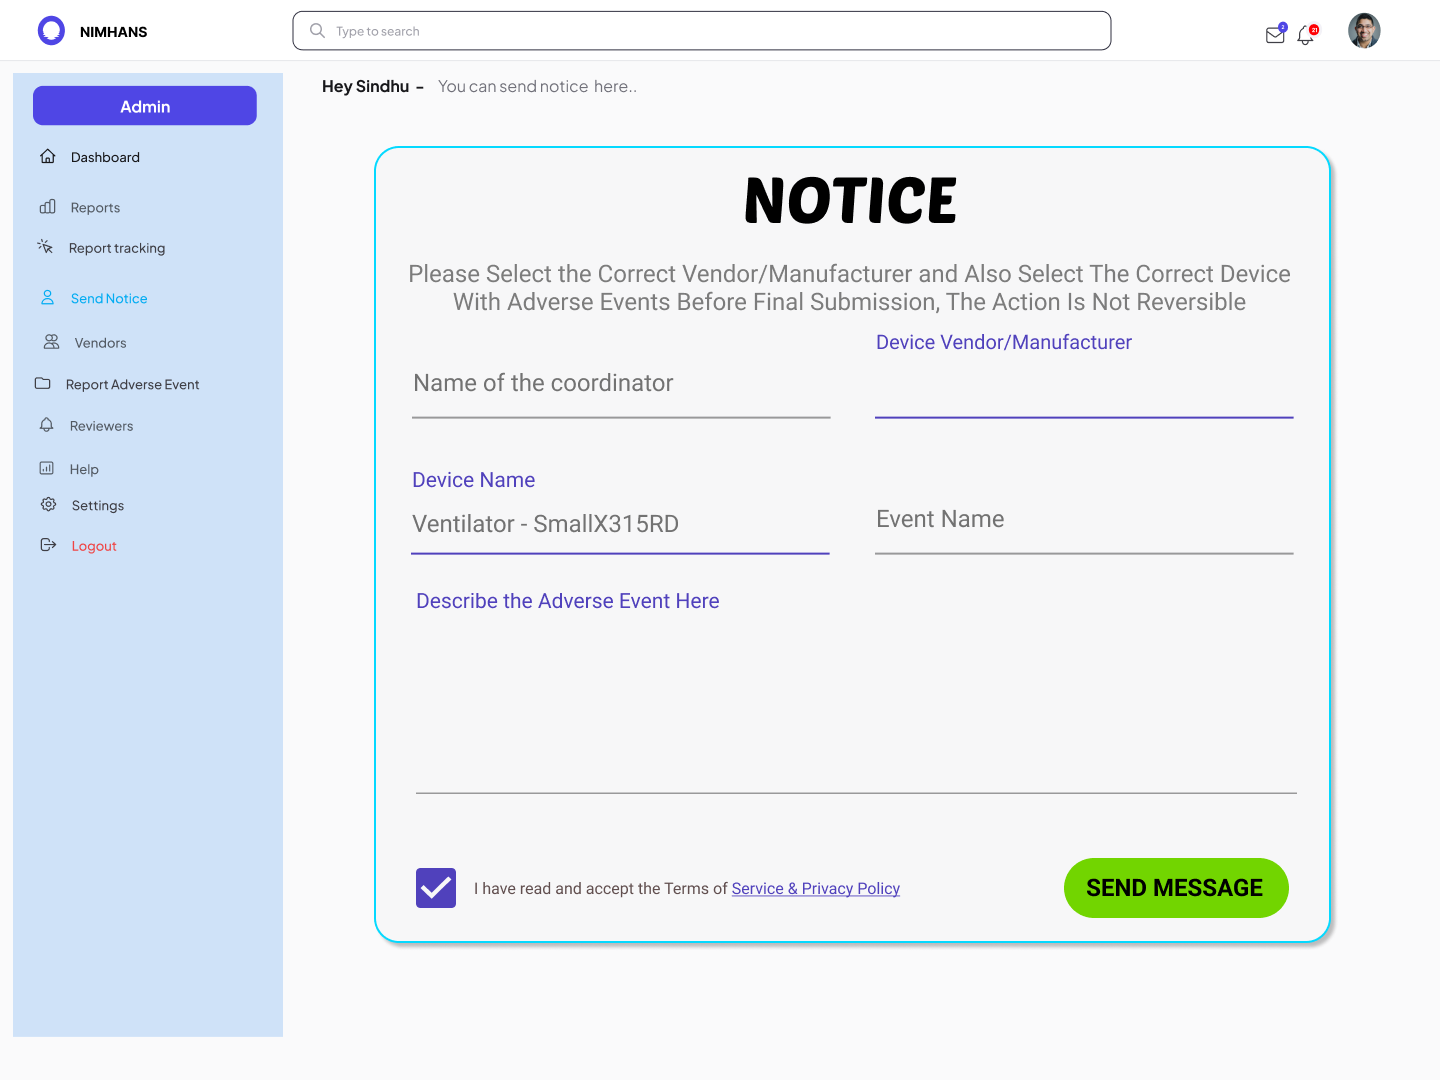 NIMHANS
Type to search
2
21
Admin
Hey Sindhu - You can send notice here..
Dashboard
Reports
Report tracking
Send Notice
Vendors
Report Adverse Event
Reviewers
Help
Settings
Logout
NOTICE
Please Select the Correct Vendor/Manufacturer and Also Select The Correct Device
With Adverse Events Before Final Submission, The Action Is Not Reversible
Device Vendor/Manufacturer
Name of the coordinator
Device Name
Ventilator - SmallX315RD
Event Name
Describe the Adverse Event Here
I have read and accept the Terms of Service & Privacy Policy
SEND MESSAGE